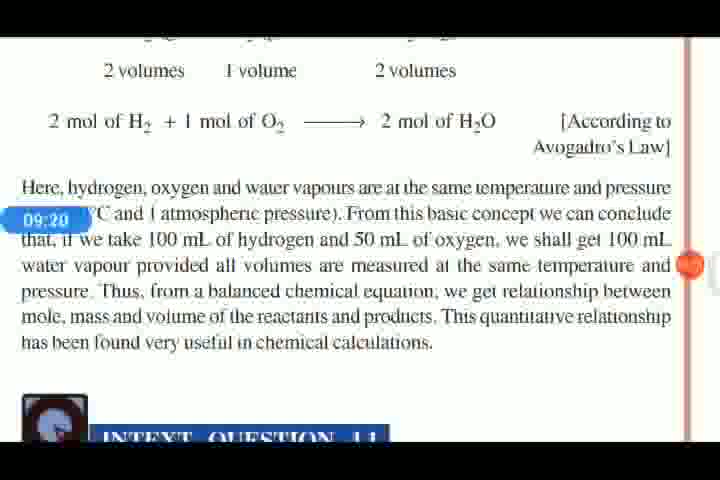 2 volumes 1 volume 2 volumes
2 mol of H₂ + 1 mol of O₂ ⟶ 2 mol of H₂O [According to
Avogadro's Law]
Here, hydrogen, oxygen and water vapours are at the same temperature and pressure
09:20 °C and 1 atmospheric pressure). From this basic concept we can conclude
that, if we take 100 mL of hydrogen and 50 mL of oxygen, we shall get 100 mL
water vapour provided all volumes are measured at the same temperature and
pressure. Thus, from a balanced chemical equation, we get relationship between
mole, mass and volume of the reactants and products. This quantitative relationship
has been found very useful in chemical calculations.
INTEXT QUESTION 1.1